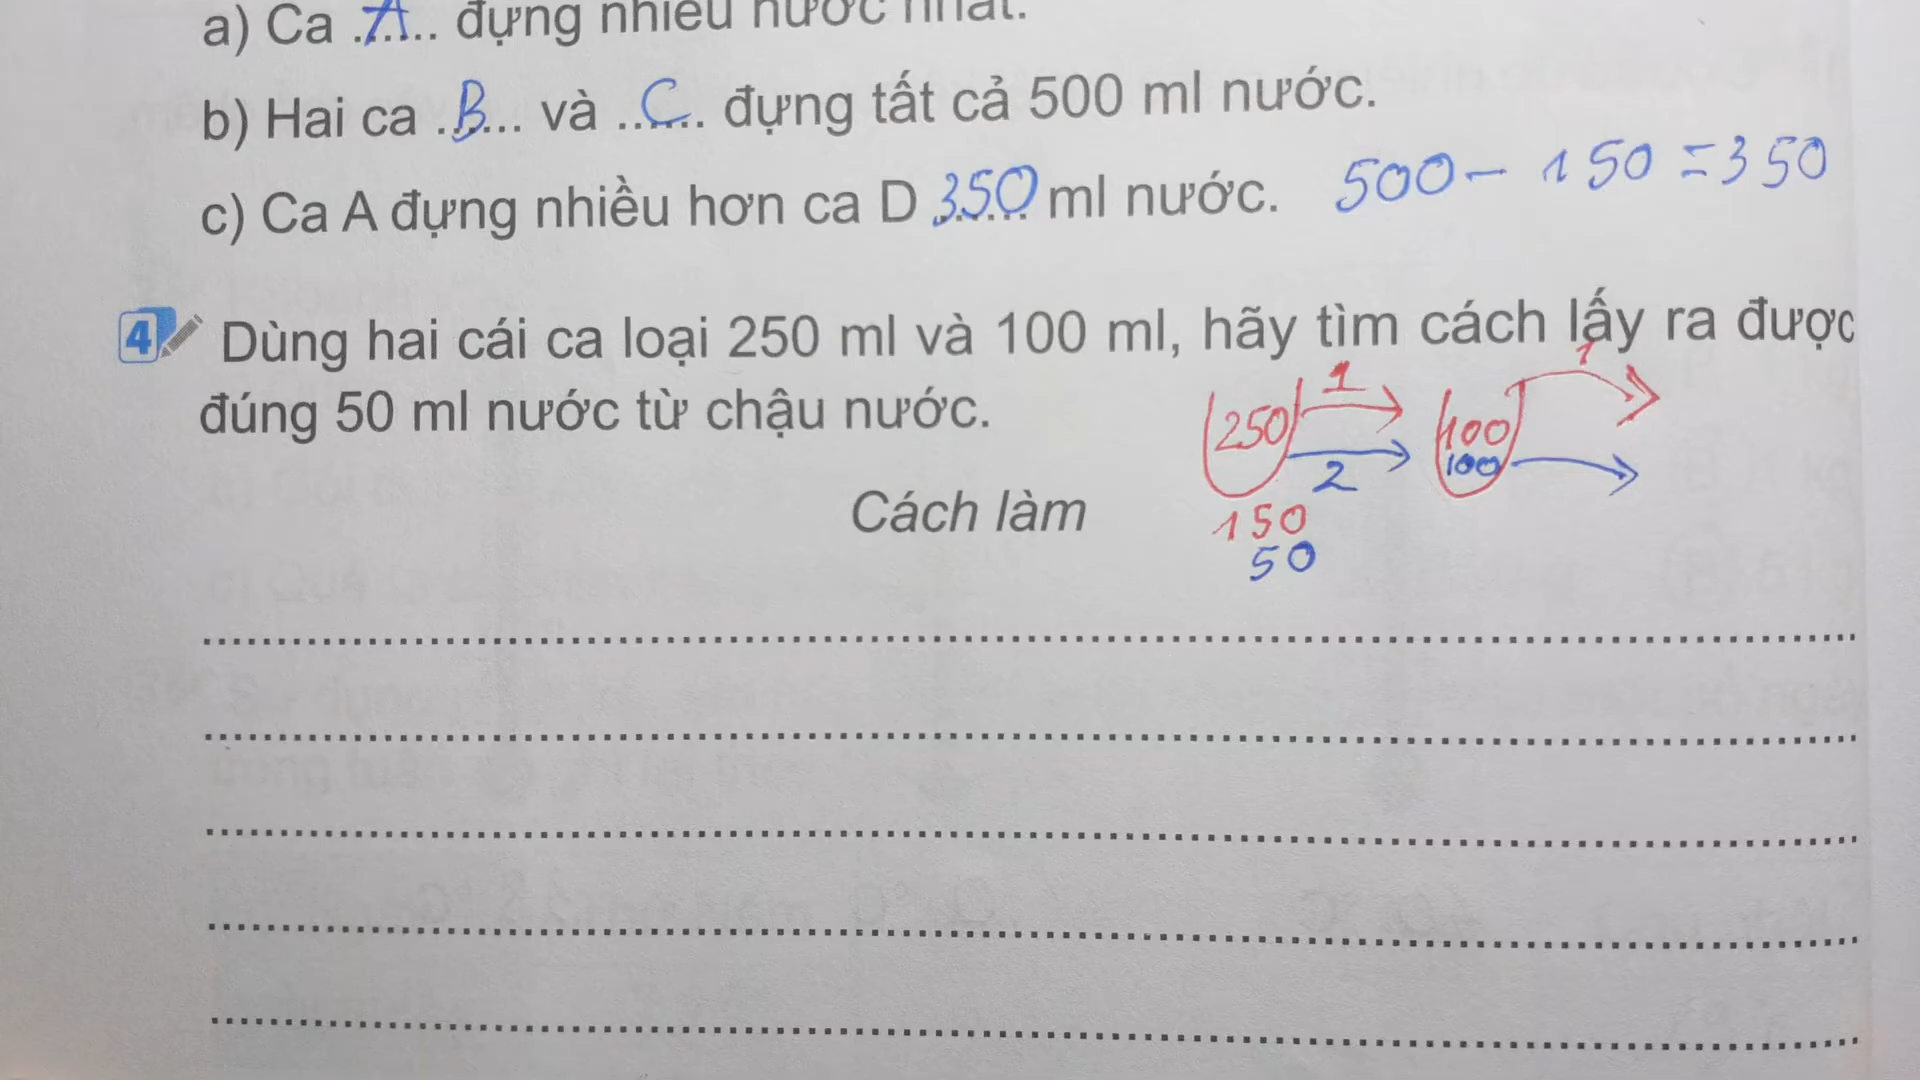 a) Ca ..A.... đựng nhiều nước nhất.
b) Hai ca ..B.... và ..C.... đựng tất cả 500 ml nước.
c) Ca A đựng nhiều hơn ca D 350 ml nước. 500 - 150 = 350
4 Dùng hai cái ca loại 250 ml và 100 ml, hãy tìm cách lấy ra được
đúng 50 ml nước từ chậu nước.
1 1
250 100
100
2
150
50
Cách làm